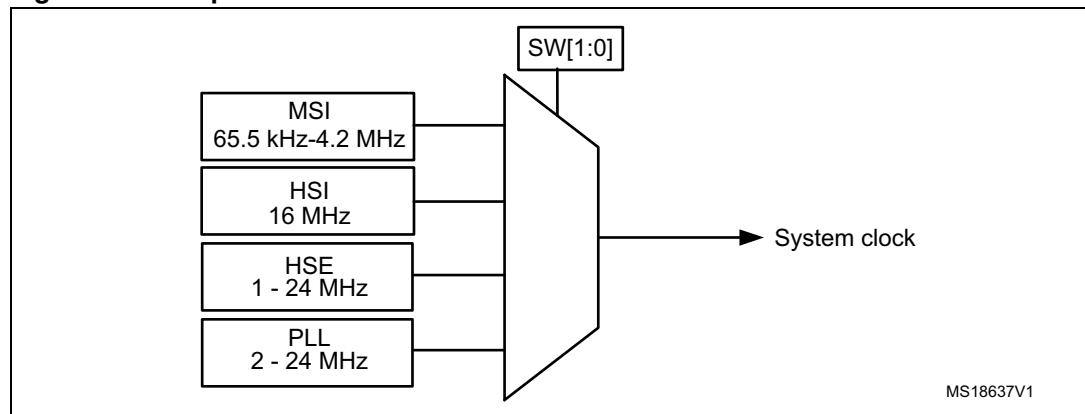 SW[1:0]
MSI
65.5 kHz-4.2 MHz
HSI
16 MHz
HSE
1 - 24 MHz
PLL
2 - 24 MHz
System clock
MS18637V1